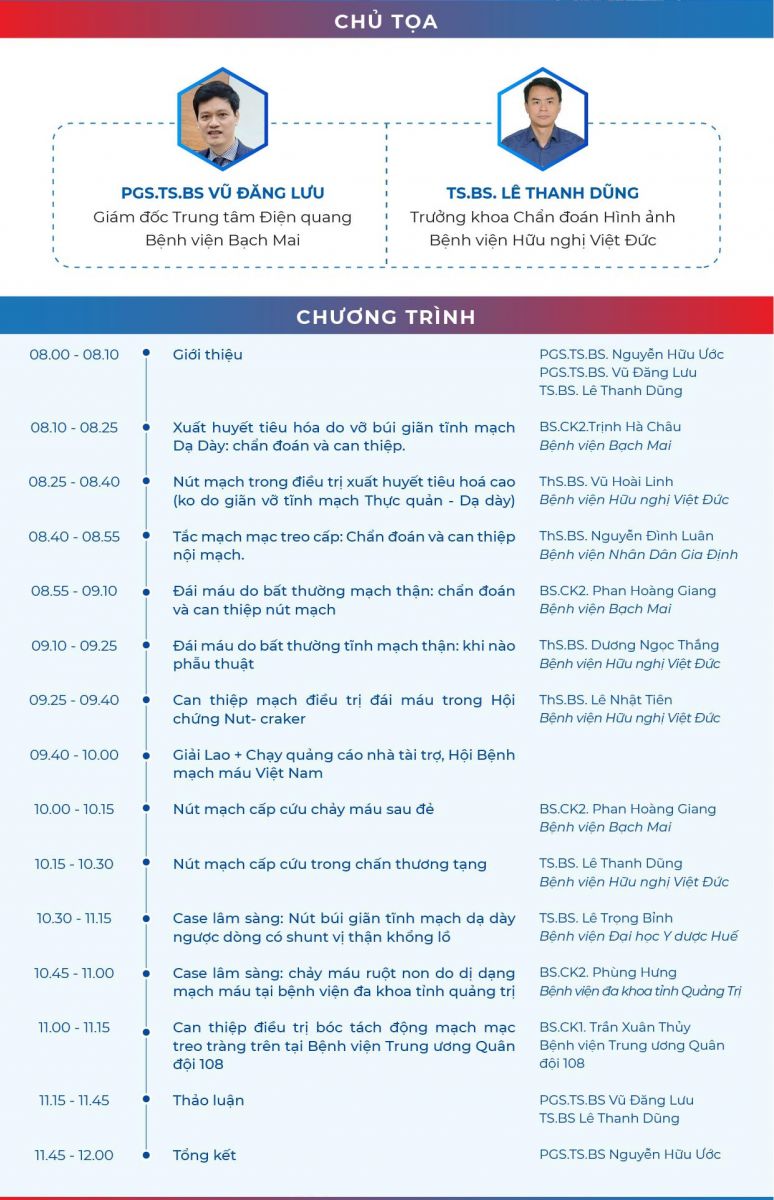 CHỦ TỌA
PGS.TS.BS VŨ ĐĂNG LƯU
Giám đốc Trung tâm Điện quang
Bệnh viện Bạch Mai
TS.BS. LÊ THANH DŨNG
Trưởng khoa Chẩn đoán Hình ảnh
Bệnh viện Hữu nghị Việt Đức
CHƯƠNG TRÌNH
08.00 - 08.10
Giới thiệu
PGS.TS.BS. Nguyễn Hữu Ước
PGS.TS.BS. Vũ Đăng Lưu
TS.BS. Lê Thanh Dũng
08.10 - 08.25
Xuất huyết tiêu hóa do vỡ búi giãn tĩnh mạch
Dạ Dày: chẩn đoán và can thiệp.
BS.CK2.Trịnh Hà Châu
Bệnh viện Bạch Mai
08.25 - 08.40
Nút mạch trong điều trị xuất huyết tiêu hoá cao
(ko do giãn vỡ tĩnh mạch Thực quản - Dạ dày)
ThS.BS. Vũ Hoài Linh
Bệnh viện Hữu nghị Việt Đức
08.40 - 08.55
Tắc mạch mạc treo cấp: Chẩn đoán và can thiệp
nội mạch.
ThS.BS. Nguyễn Đình Luân
Bệnh viện Nhân Dân Gia Định
08.55 - 09.10
Đái máu do bất thường mạch thận: chẩn đoán
và can thiệp nút mạch
BS.CK2. Phan Hoàng Giang
Bệnh viện Bạch Mai
09.10 - 09.25
Đái máu do bất thường tĩnh mạch thận: khi nào
phẫu thuật
ThS.BS. Dương Ngọc Thắng
Bệnh viện Hữu nghị Việt Đức
09.25 - 09.40
Can thiệp mạch điều trị đái máu trong Hội
chứng Nut- craker
ThS.BS. Lê Nhật Tiên
Bệnh viện Hữu nghị Việt Đức
09.40 - 10.00
Giải Lao + Chạy quảng cáo nhà tài trợ, Hội Bệnh
mạch máu Việt Nam
10.00 - 10.15
Nút mạch cấp cứu chảy máu sau đẻ
BS.CK2. Phan Hoàng Giang
Bệnh viện Bạch Mai
10.15 - 10.30
Nút mạch cấp cứu trong chấn thương tạng
TS.BS. Lê Thanh Dũng
Bệnh viện Hữu nghị Việt Đức
10.30 - 11.15
Case lâm sàng: Nút búi giãn tĩnh mạch dạ dày
ngược dòng có shunt vị thận khổng lồ
TS.BS. Lê Trọng Bỉnh
Bệnh viện Đại học Y dược Huế
10.45 - 11.00
Case lâm sàng: chảy máu ruột non do dị dạng
mạch máu tại bệnh viện đa khoa tỉnh quảng trị
BS.CK2. Phùng Hưng
Bệnh viện đa khoa tỉnh Quảng Trị
11.00 - 11.15
Can thiệp điều trị bóc tách động mạch mạc
treo tràng trên tại Bệnh viện Trung ương Quân
đội 108
BS.CK1. Trần Xuân Thủy
Bệnh viện Trung ương Quân
đội 108
11.15 - 11.45
Thảo luận
PGS.TS.BS Vũ Đăng Lưu
TS.BS Lê Thanh Dũng
11.45 - 12.00
Tổng kết
PGS.TS.BS Nguyễn Hữu Ước